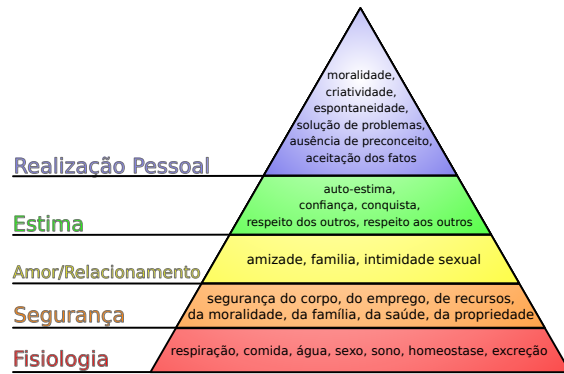 moralidade,
criatividade,
espontaneidade,
solução de problemas,
ausência de preconceito,
aceitação dos fatos
Realização Pessoal
auto-estima,
confiança, conquista,
respeito dos outros, respeito aos outros
Estima
amizade, familia, intimidade sexual
Amor/Relacionamento
segurança do corpo, do emprego, de recursos,
da moralidade, da família, da saúde, da propriedade
Segurança
respiração, comida, água, sexo, sono, homeostase, excreção
Fisiologia